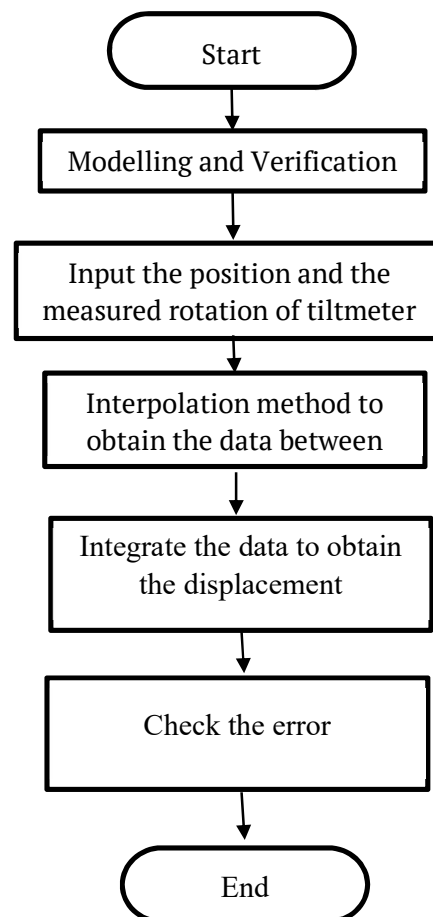 Start
Modelling and Verification
Input the position and the
measured rotation of tiltmeter
Interpolation method to
obtain the data between
Integrate the data to obtain
the displacement
Check the error
End